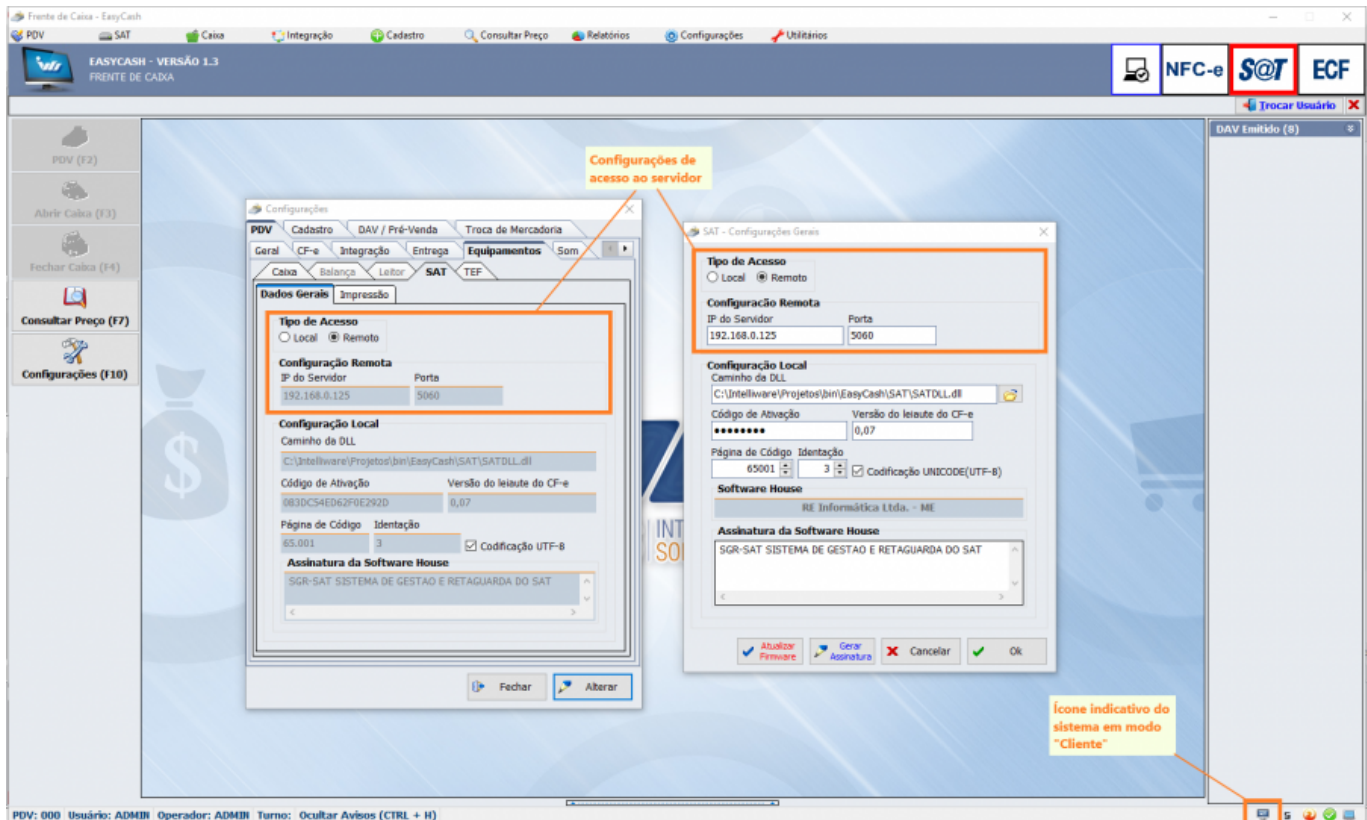 Frente de Caixa - EasyCash
PDV SAT Caixa Integração Cadastro Consultar Preço Relatórios Configurações Utilitários
EASYCASH - VERSÃO 1.3
FRENTE DE CAIXA
NFC-e S@T ECF
Trocar Usuário
DAV Emitido (8)
PDV (F2)
Abrir Caixa (F3)
Fechar Caixa (F4)
Consultar Preço (F7)
Configurações (F10)
Configurações de
acesso ao servidor
Configurações
PDV Cadastro DAV / Pré-Venda Troca de Mercadoria
Geral CF-e Integração Entrega Equipamentos Som
Caixa Balança Leitor SAT TEF
Dados Gerais Impressão
Tipo de Acesso
Local Remoto
Configuração Remota
IP do Servidor Porta
192.168.0.125 5060
Configuração Local
Caminho da DLL
C:\Intelliware\Projetos\bin\EasyCash\SAT\SATDLL.dll
Código de Ativação Versão do leiaute do CF-e
0B3DC54ED62F0E292D 0,07
Página de Código Identação
65.001 3 Codificação UTF-8
Assinatura da Software House
SGR-SAT SISTEMA DE GESTAO E RETAGUARDA DO SAT
Fechar Alterar
SAT - Configurações Gerais
Tipo de Acesso
Local Remoto
Configuracão Remota
IP do Servidor Porta
192.168.0.125 5060
Configuração Local
Caminho da DLL
C:\Intelliware\Projetos\bin\EasyCash\SAT\SATDLL.dll
Código de Ativação Versão do leiaute do CF-e
●●●●●●●● 0,07
Página de Código Identação
65001 3 Codificação UNICODE(UTF-8)
Software House
RE Informática Ltda. - ME
Assinatura da Software House
SGR-SAT SISTEMA DE GESTAO E RETAGUARDA DO SAT
Atualizar
Firmware
Gerar
Assinatura
Cancelar Ok
INT
SO
Ícone indicativo do
sistema em modo
"Cliente"
PDV: 000 Usuário: ADMIN Operador: ADMIN Turno: Ocultar Avisos (CTRL + H)
S